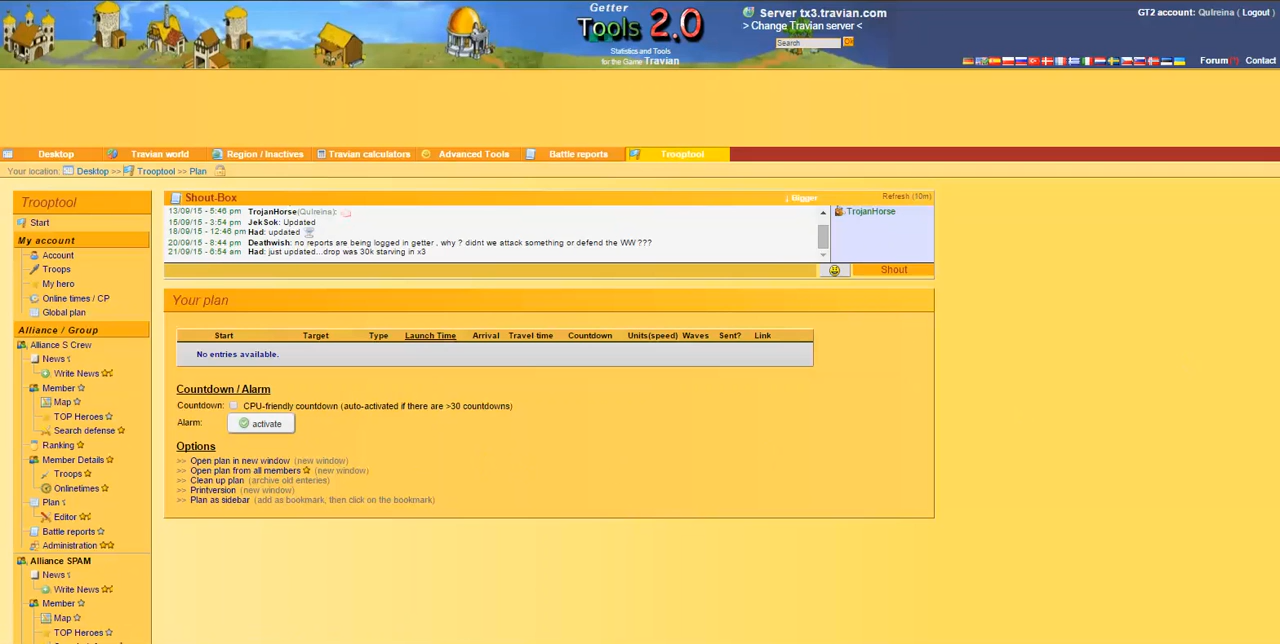 Getter
Tools 2.0
Statistics and Tools
for the Game Travian
Server tx3.travian.com
> Change Travian server <
Search
GT2 account: QuIreina ( Logout )
Forum Contact
Desktop Travian world Region / Inactives Travian calculators Advanced Tools Battle reports Trooptool
Your location: Desktop >> Trooptool >> Plan
Trooptool
Start
My account
Account
Troops
My hero
Online times / CP
Global plan
Alliance / Group
Alliance S Crew
News
Write News
Member
Map
TOP Heroes
Search defense
Ranking
Member Details
Troops
Onlinetimes
Plan
Editor
Battle reports
Administration
Alliance SPAM
News
Write News
Member
Map
TOP Heroes
Shout-Box
↓ Bigger
Refresh (10m)
13/09/15 - 5:46 pm TrojanHorse(QuIreina):
15/09/15 - 3:54 pm JekSok: Updated
18/09/15 - 12:46 pm Had: updated
20/09/15 - 8:44 pm Deathwish: no reports are being logged in getter , why ? didnt we attack something or defend the WW ???
21/09/15 - 6:54 am Had: just updated...drop was 30k starving in x3
TrojanHorse
Shout
Your plan
Start Target Type Launch Time Arrival Travel time Countdown Units(speed) Waves Sent? Link
No entries available.
Countdown / Alarm
Countdown: CPU-friendly countdown (auto-activated if there are >30 countdowns)
Alarm: activate
Options
>> Open plan in new window (new window)
>> Open plan from all members (new window)
>> Clean up plan (archive old enteries)
>> Printversion (new window)
>> Plan as sidebar (add as bookmark, then click on the bookmark)